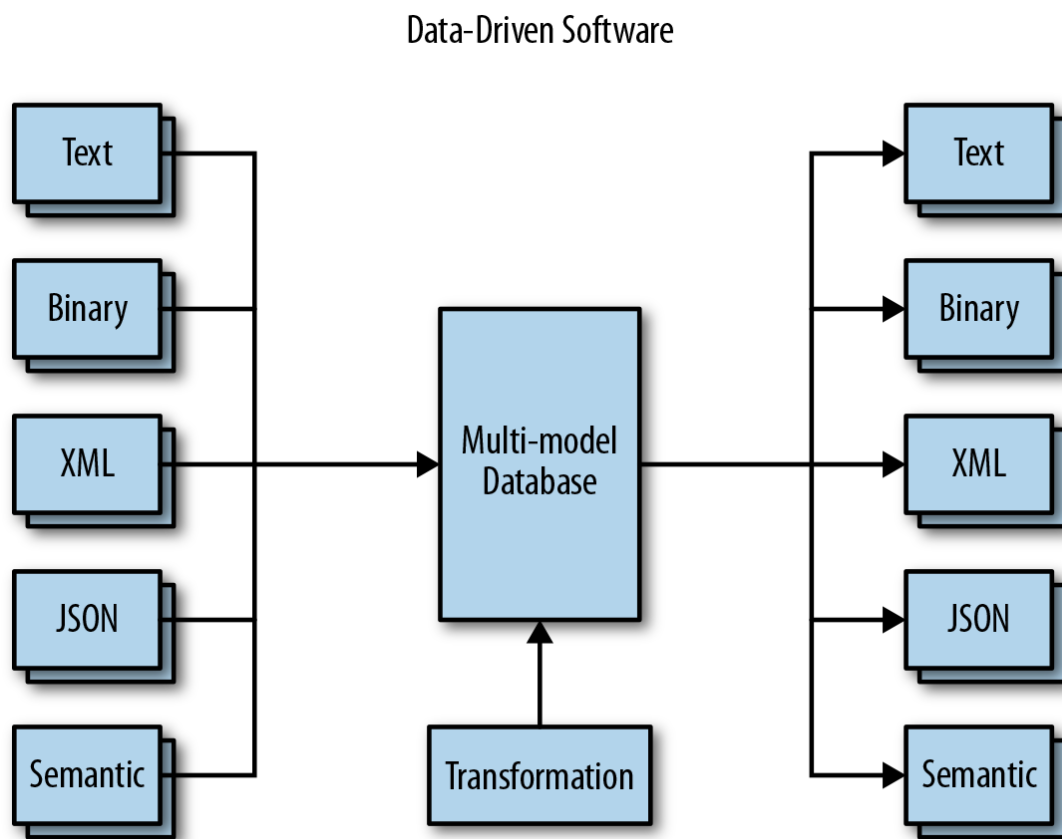 Data-Driven Software
Text
Binary
XML
JSON
Semantic
Multi-model
Database
Transformation
Text
Binary
XML
JSON
Semantic